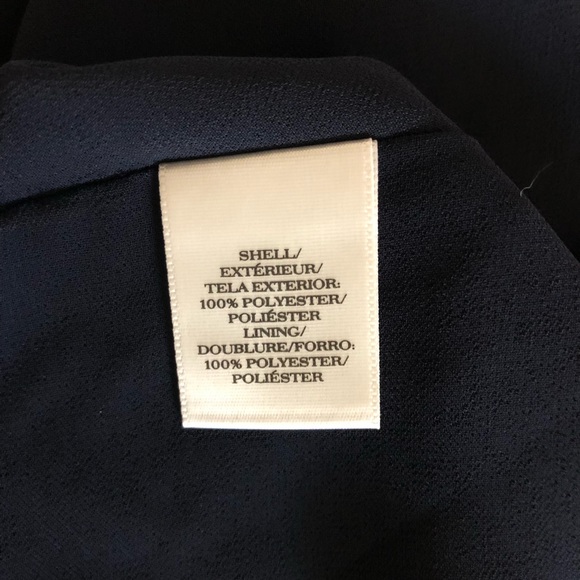 SHELL/
EXTÉRIEUR/
TELA EXTERIOR:
100% POLYESTER/
POLIÉSTER
LINING/
DOUBLURE/FORRO:
100% POLYESTER/
POLIÉSTER